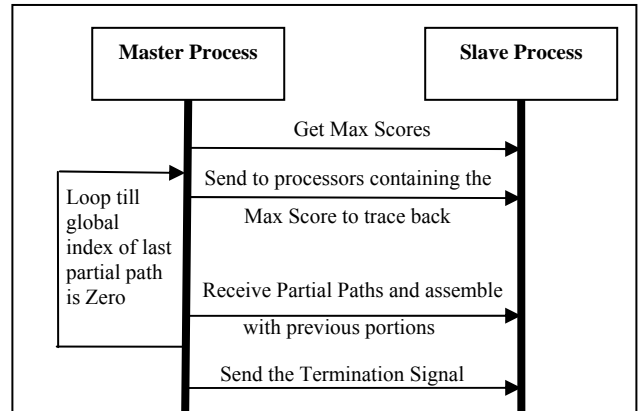 Master Process
Slave Process
Get Max Scores
Send to processors containing the
Max Score to trace back
Loop till
global
index of last
partial path
is Zero
Receive Partial Paths and assemble
with previous portions
Send the Termination Signal